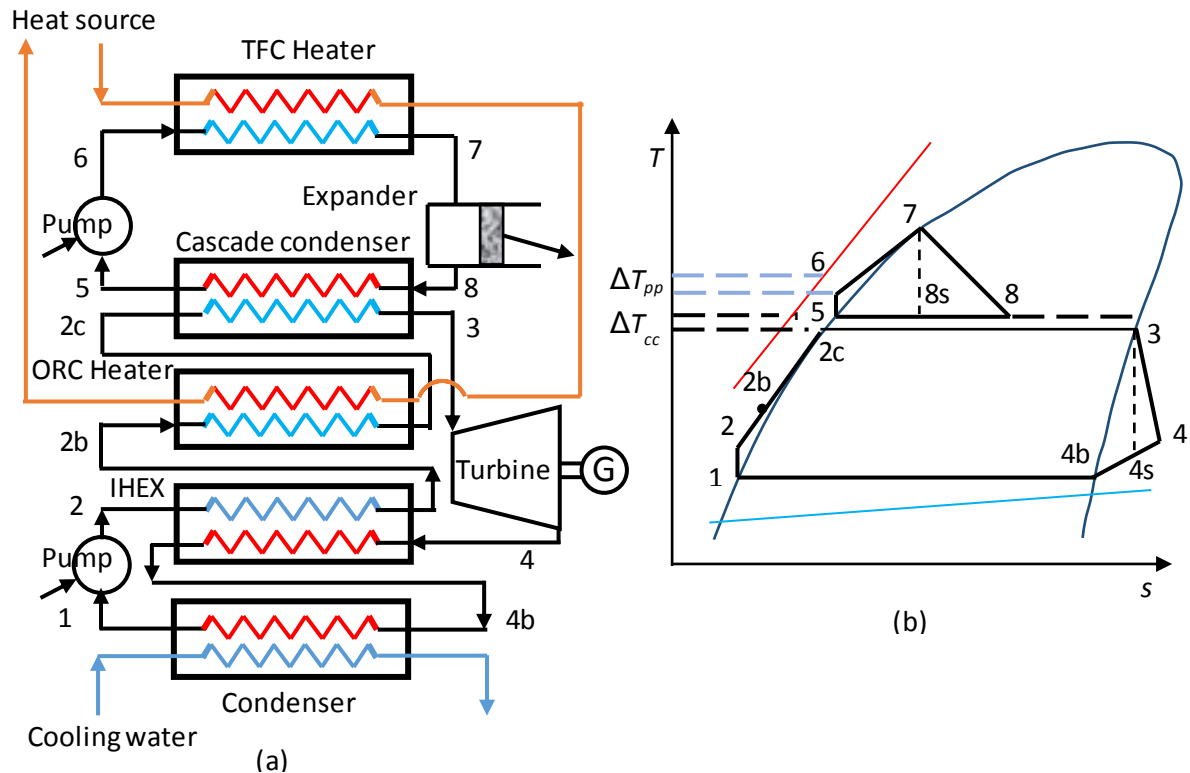 Heat source
TFC Heater
6
7
Pump
Expander
Cascade condenser
5
8
2c
3
ORC Heater
2b
Turbine
G
IHEX
2
Pump
4
1
4b
Condenser
Cooling water
(a)
T
7
6
ΔTpp
8s
8
5
ΔTcc
2c
3
2b
2
4
4b
1
4s
s
(b)